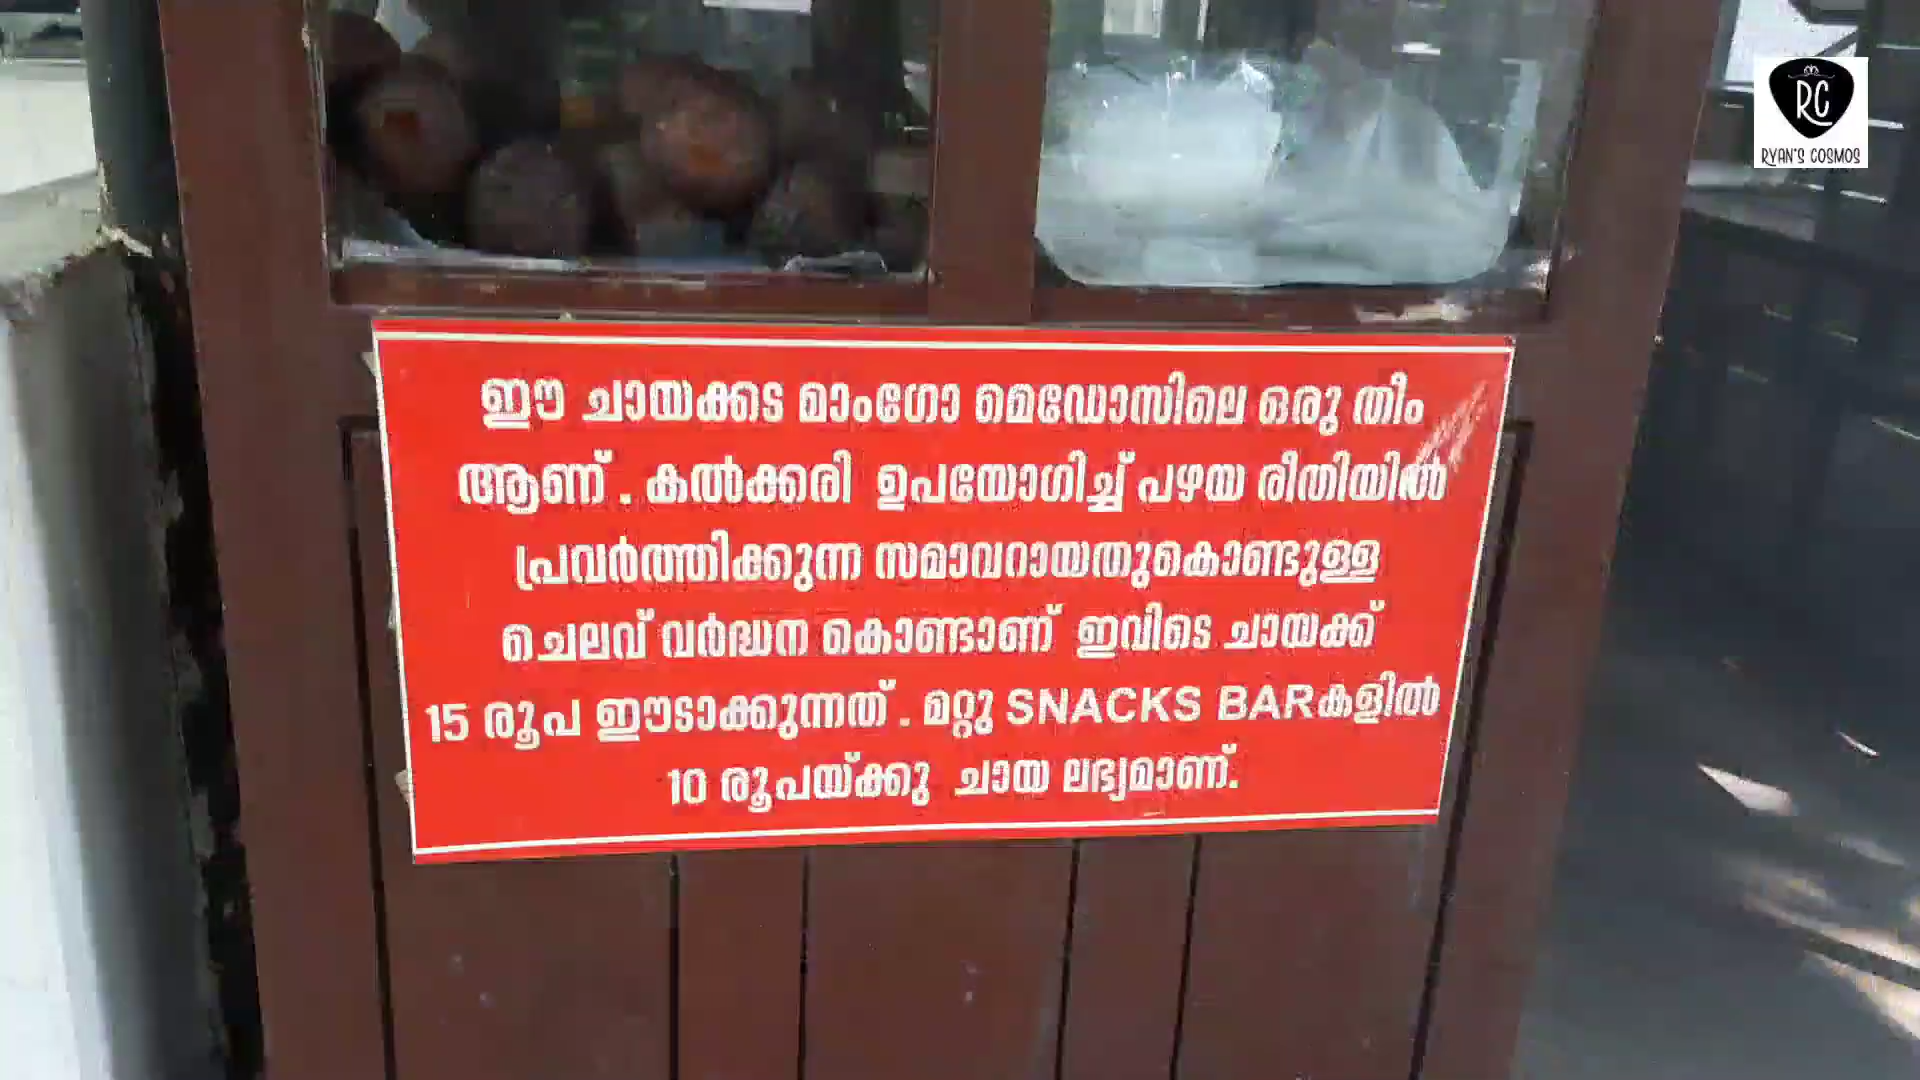 ഈ ചായക്കട മാംഗോ മെഡോസിലെ ഒരു തീം
ആണ് . കൽക്കരി ഉപയോഗിച്ച് പഴയ രീതിയിൽ
പ്രവർത്തിക്കുന്ന സമാവറായതുകൊണ്ടുള്ള
ചെലവ് വർദ്ധന കൊണ്ടാണ് ഇവിടെ ചായക്ക്
15 രൂപ ഈടാക്കുന്നത് . മറ്റു SNACKS BARകളിൽ
10 രൂപയ്ക്കു ചായ ലഭ്യമാണ്.
RC
RYAN'S COSMOS